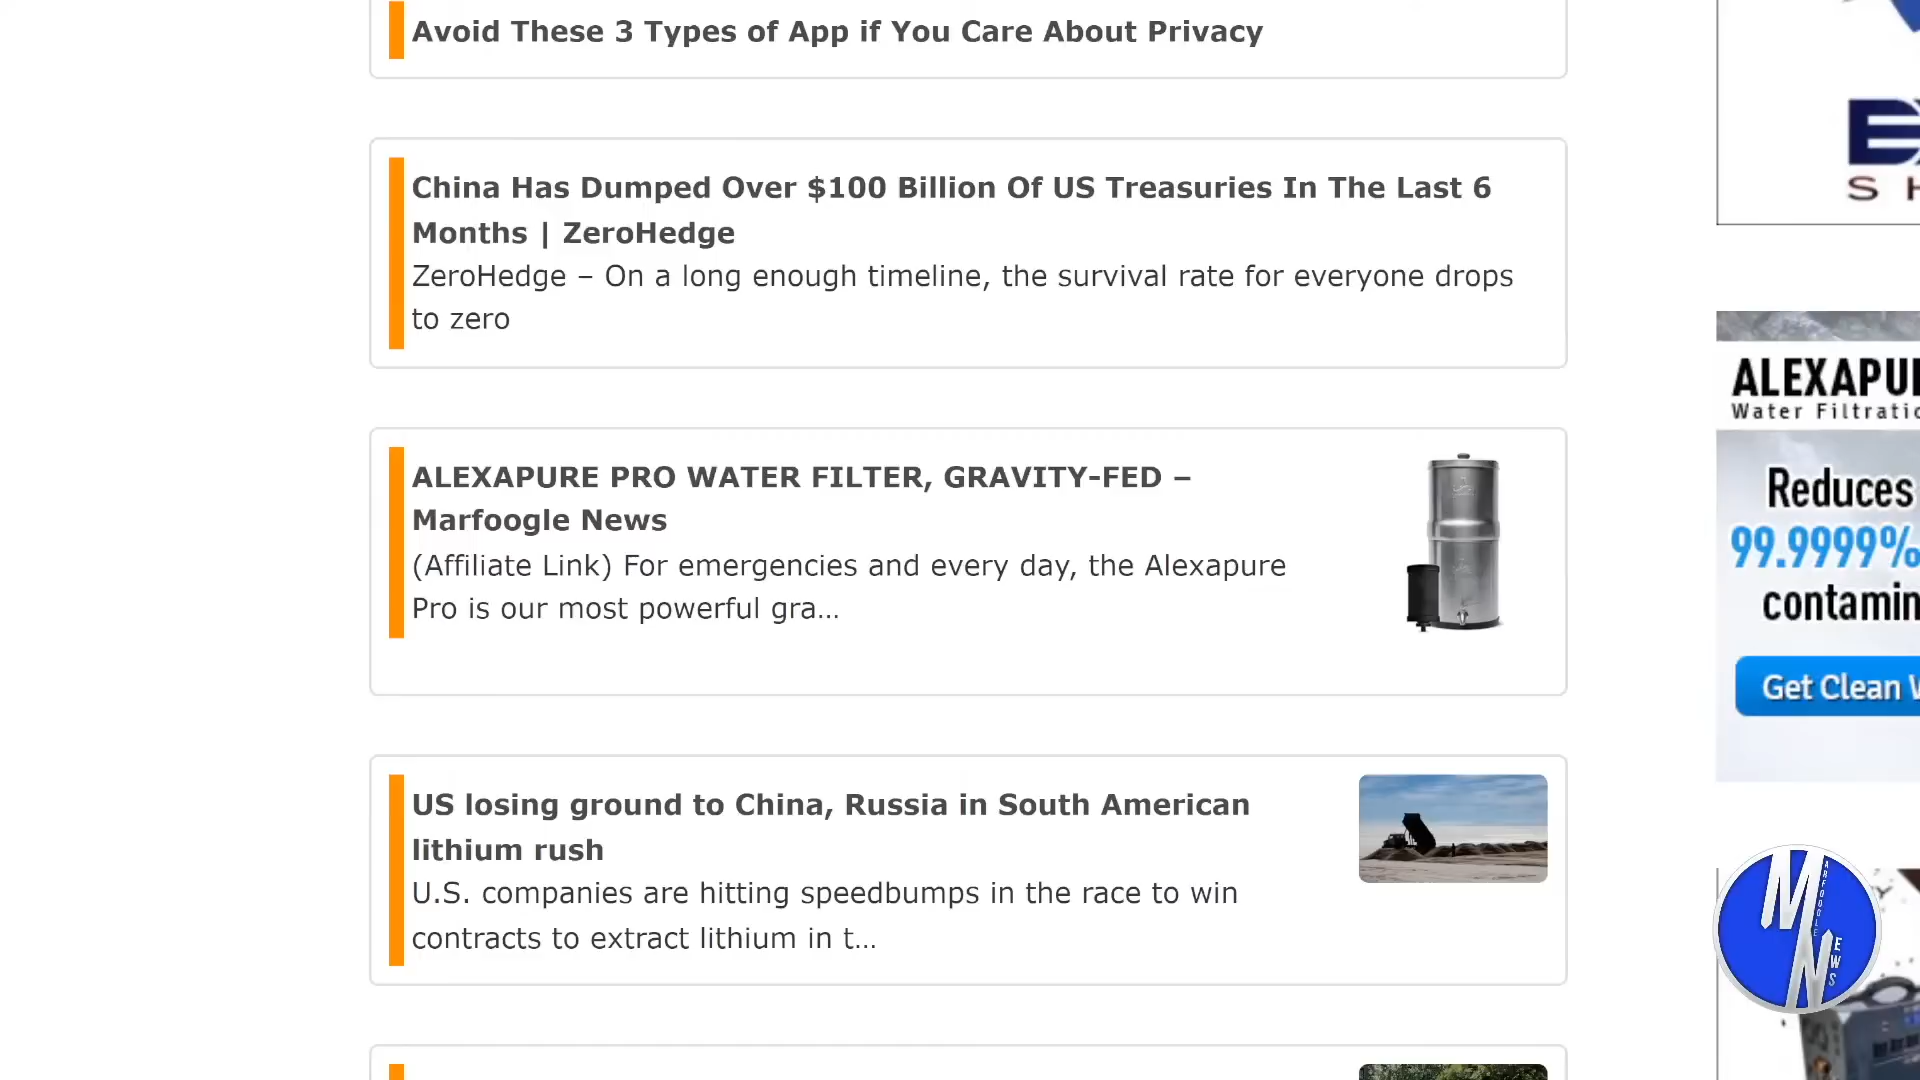 Avoid These 3 Types of App if You Care About Privacy
China Has Dumped Over $100 Billion Of US Treasuries In The Last 6
Months | ZeroHedge
ZeroHedge – On a long enough timeline, the survival rate for everyone drops
to zero
ALEXAPURE PRO WATER FILTER, GRAVITY-FED –
Marfoogle News
(Affiliate Link) For emergencies and every day, the Alexapure
Pro is our most powerful gra...
US losing ground to China, Russia in South American
lithium rush
U.S. companies are hitting speedbumps in the race to win
contracts to extract lithium in t...
S H
ALEXAPU
Water Filtratio
Reduces
99.9999%
contamin
Get Clean W
MARFOOGLE
NEWS